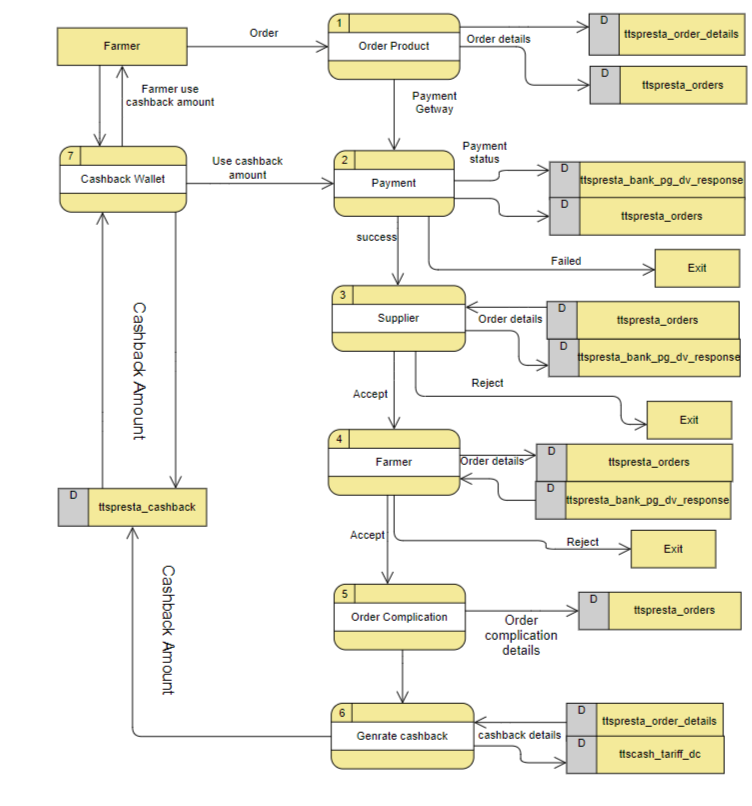 1
D
Farmer
Order
Order Product
Order details
ttspresta_order_details
D
ttspresta_orders
Farmer use
cashback amount
Payment
Getway
7
Cashback Wallet
Use cashback
amount
2
Payment
Payment
status
D
ttspresta_bank_pg_dv_response
D
ttspresta_orders
success
Failed
Exit
3
Supplier
Order details
D
ttspresta_orders
D
ttspresta_bank_pg_dv_response
Cashback Amount
Accept
Reject
Exit
4
Farmer
Order details
D
ttspresta_orders
D
ttspresta_bank_pg_dv_response
D
ttspresta_cashback
Accept
Reject
Exit
Cashback Amount
5
Order Complication
Order
complication
details
D
ttspresta_orders
6
Genrate cashback
cashback details
D
ttspresta_order_details
D
ttscash_tariff_dc